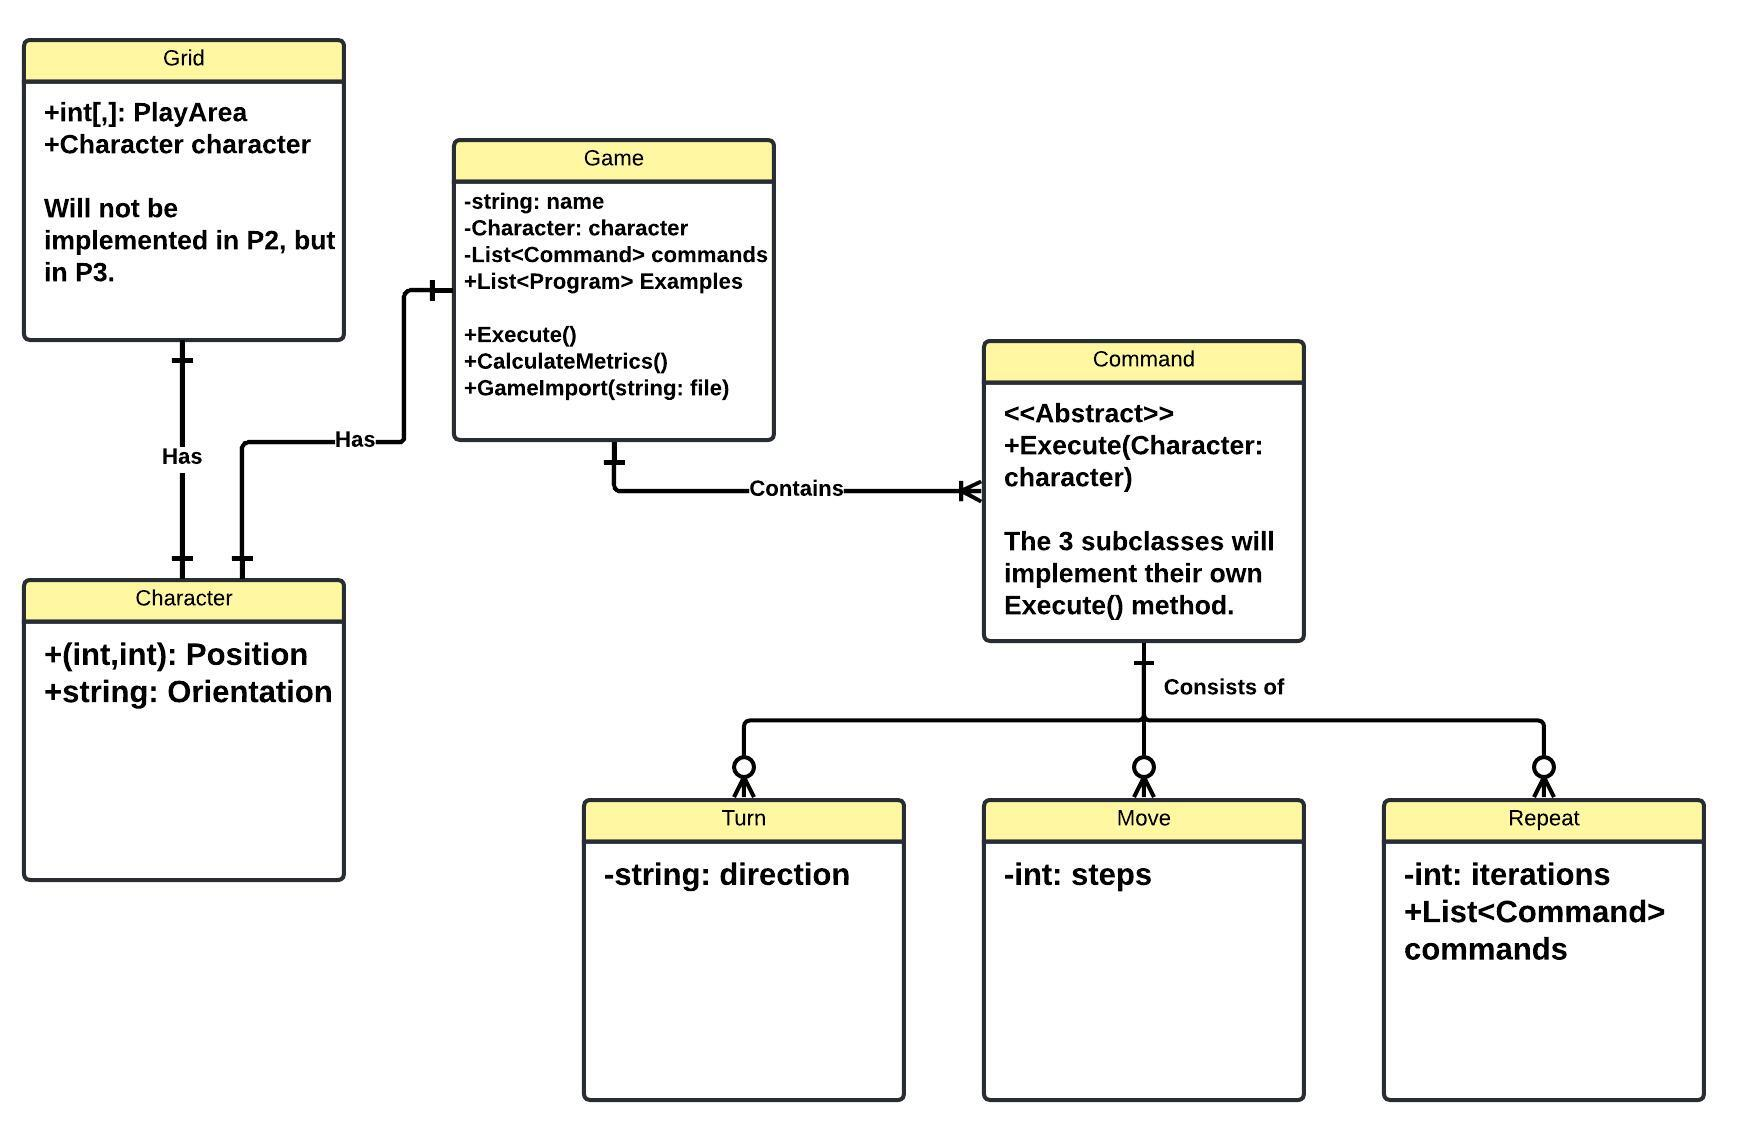 Grid
+int[,]: PlayArea
+Character character
Will not be
implemented in P2, but
in P3.
Game
-string: name
-Character: character
-List<Command> commands
+List<Program> Examples
+Execute()
+CalculateMetrics()
+GameImport(string: file)
Has
Has
Contains
Command
<<Abstract>>
+Execute(Character:
character)
The 3 subclasses will
implement their own
Execute() method.
Character
+(int,int): Position
+string: Orientation
Consists of
Turn
-string: direction
Move
-int: steps
Repeat
-int: iterations
+List<Command>
commands